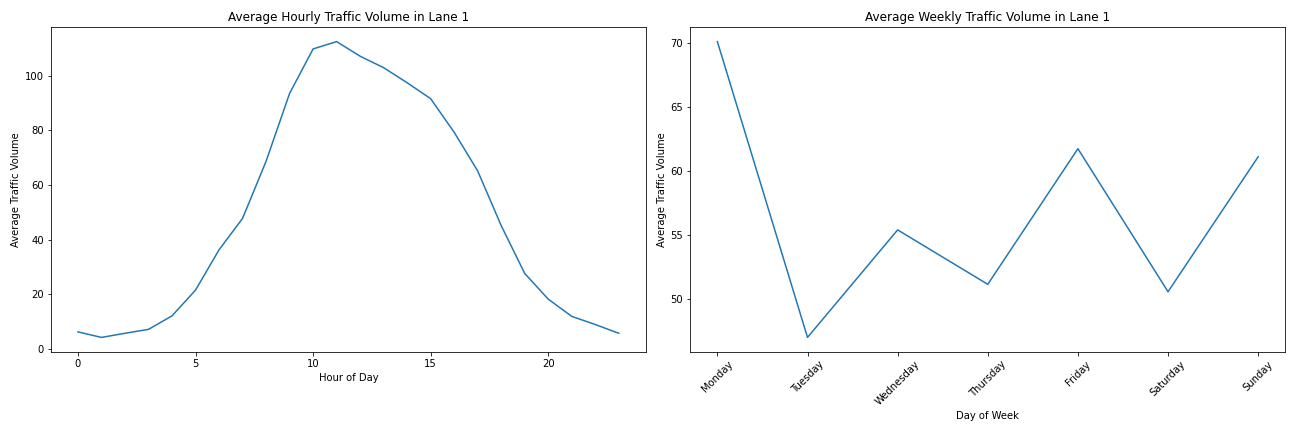 Average Hourly Traffic Volume in Lane 1
Average Traffic Volume
100
80
60
40
20
0
0 5 10 15 20
Hour of Day
Average Weekly Traffic Volume in Lane 1
Average Traffic Volume
70
65
60
55
50
Monday Tuesday Wednesday Thursday Friday Saturday Sunday
Day of Week